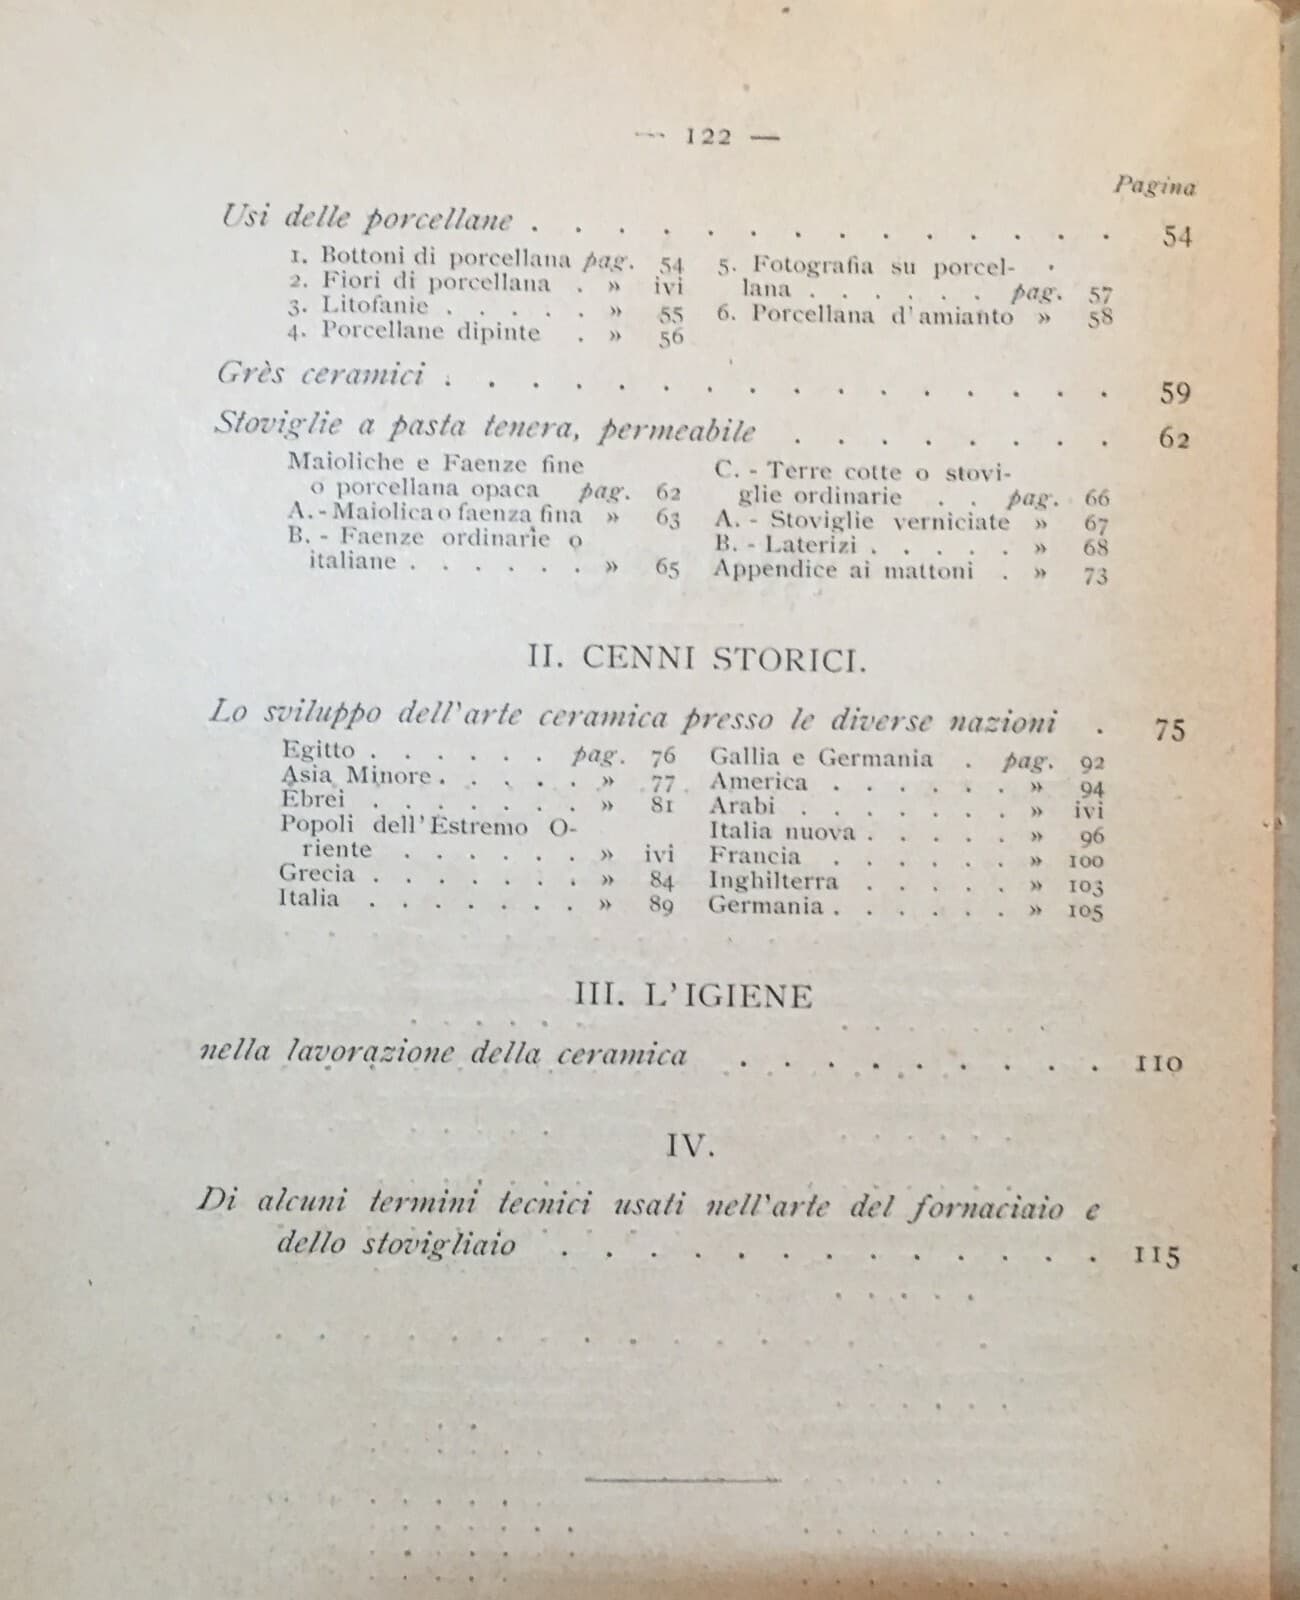 — 122 —
Pagina
Usi delle porcellane . . . . . . . . . . . . . . 54
1. Bottoni di porcellana pag. 54
2. Fiori di porcellana . » ivi
3. Litofanie . . . . . . » 55
4. Porcellane dipinte . » 56
5. Fotografia su porcel-
lana . . . . . . pag. 57
6. Porcellana d'amianto » 58
Grès ceramici . . . . . . . . . . . . . . . . 59
Stoviglie a pasta tenera, permeabile . . . . . . . . 62
Maioliche e Faenze fine
o porcellana opaca pag. 62
A. - Maiolica o faenza fina » 63
B. - Faenze ordinarie o
italiane . . . . . . . » 65
C. - Terre cotte o stovi-
glie ordinarie . . pag. 66
A. - Stoviglie verniciate » 67
B. - Laterizi . . . . . » 68
Appendice ai mattoni . » 73
II. CENNI STORICI.
Lo sviluppo dell'arte ceramica presso le diverse nazioni . 75
Egitto . . . . . . pag. 76
Asia Minore . . . . . » 77
Ebrei . . . . . . . » 81
Popoli dell'Estremo O-
riente . . . . . . » ivi
Grecia . . . . . . . » 84
Italia . . . . . . . » 89
Gallia e Germania . pag. 92
America . . . . . . » 94
Arabi . . . . . . . » ivi
Italia nuova . . . . . » 96
Francia . . . . . . » 100
Inghilterra . . . . . » 103
Germania . . . . . . » 105
III. L'IGIENE
nella lavorazione della ceramica . . . . . . . . . 110
IV.
Di alcuni termini tecnici usati nell'arte del fornaciaio e
dello stovigliaio . . . . . . . . . . . . . 115